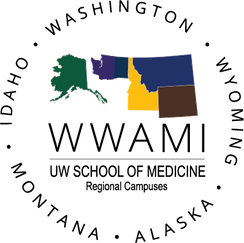 IDAHO • WASHINGTON • WYOMING • ALASKA • MONTANA •
WWAMI
UW SCHOOL OF MEDICINE
Regional Campuses